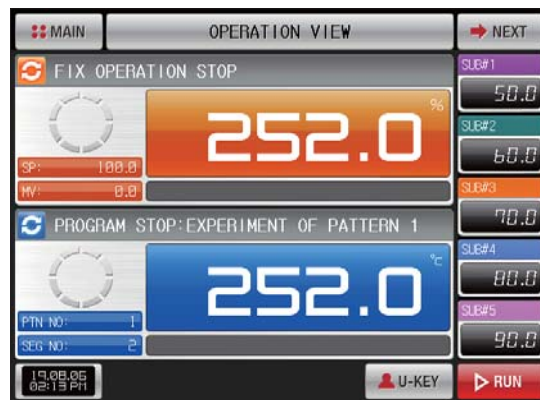 MAIN
OPERATION VIEW
NEXT
FIX OPERATION STOP
252.0
%
SP: 100.0
MV: 0.0
PROGRAM STOP:EXPERIMENT OF PATTERN 1
252.0
℃
PTN NO: 1
SEG NO: 2
SUB#1
50.0
SUB#2
60.0
SUB#3
70.0
SUB#4
80.0
SUB#5
90.0
19.08.06
02:13 PM
U-KEY
RUN